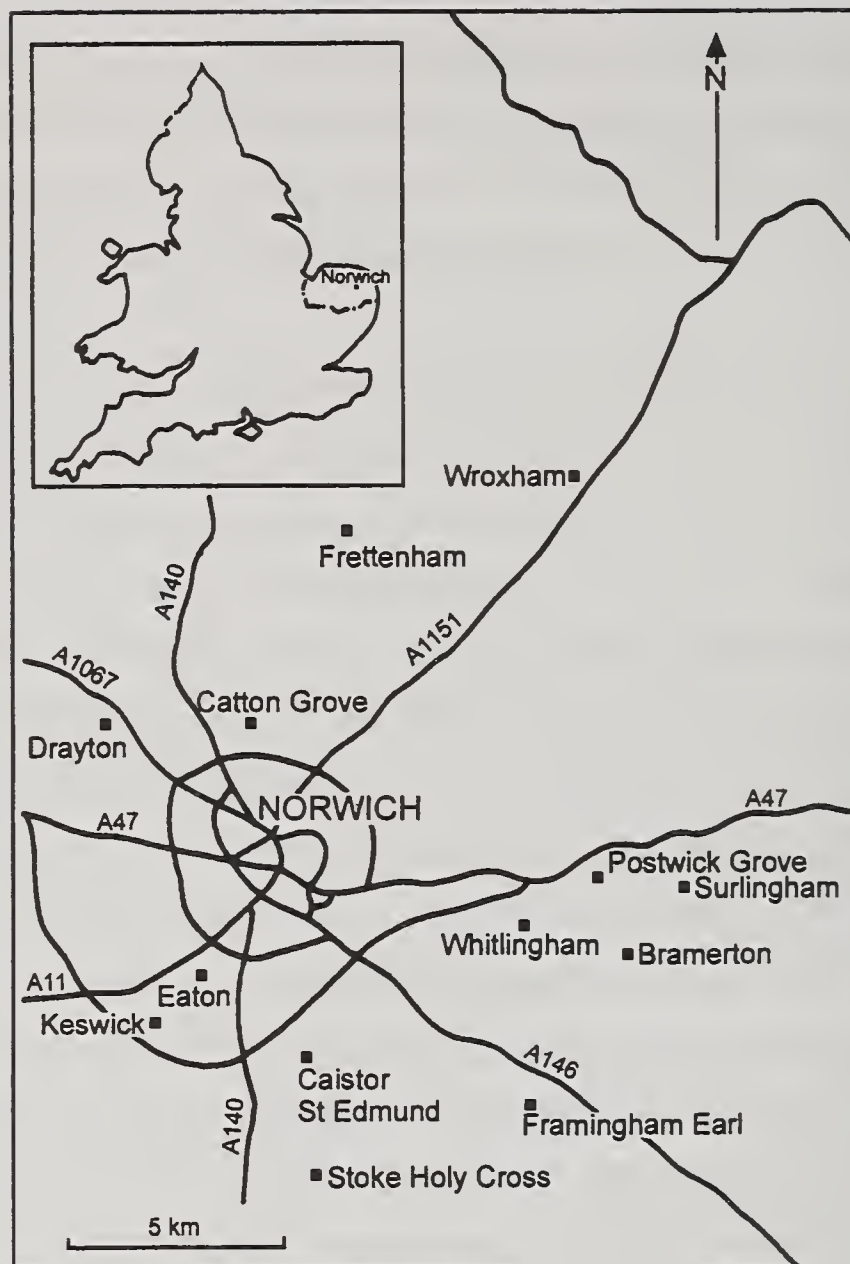 N
Norwich
Wroxham
Frettenham
A140
A1151
A1067
Catton Grove
Drayton
NORWICH
A47
A47
Postwick Grove
Surlingham
Whitlingham
Bramerton
A11
Eaton
Keswick
A146
Caistor
St Edmund
Framingham Earl
A140
Stoke Holy Cross
5 km